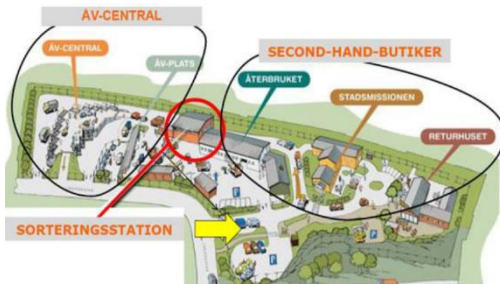 ÅV-CENTRAL
SECOND-HAND-BUTIKER
ÅV-CENTRAL
ÅV-PLATS
ÅTERBRUKET
STADSMISSIONEN
RETURHUSET
P
SORTERINGSSTATION
P
P